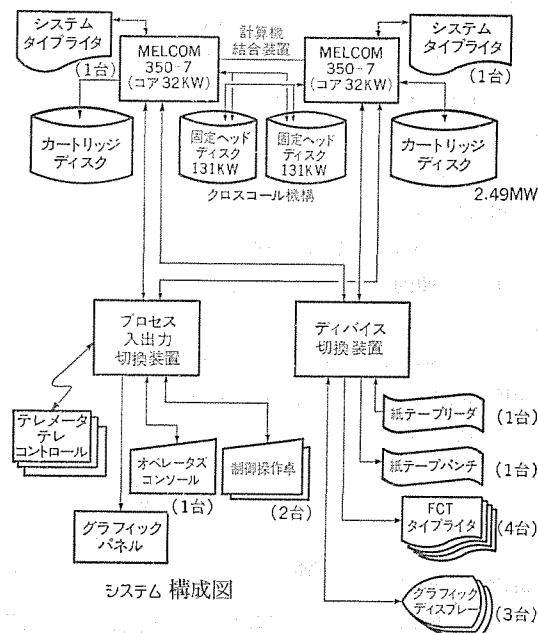 システム
タイプライタ
(1台)
MELCOM
350-7
(コア32KW)
計算機
結合装置
MELCOM
350-7
(コア32KW)
システム
タイプライタ
(1台)
カートリッジ
ディスク
固定ヘッド
ディスク
131KW
固定ヘッド
ディスク
131KW
クロスコール機構
カートリッジ
ディスク
2.49MW
プロセス
入出力
切換装置
ディバイス
切換装置
テレメータ
テレ
コントロール
オペレータズ
コンソール
(1台)
制御操作卓
(2台)
グラフィック
パネル
紙テープリーダ
(1台)
紙テープパンチ
(1台)
FCT
タイプライタ
(4台)
グラフィック
ディスプレー
(3台)
システム 構成図